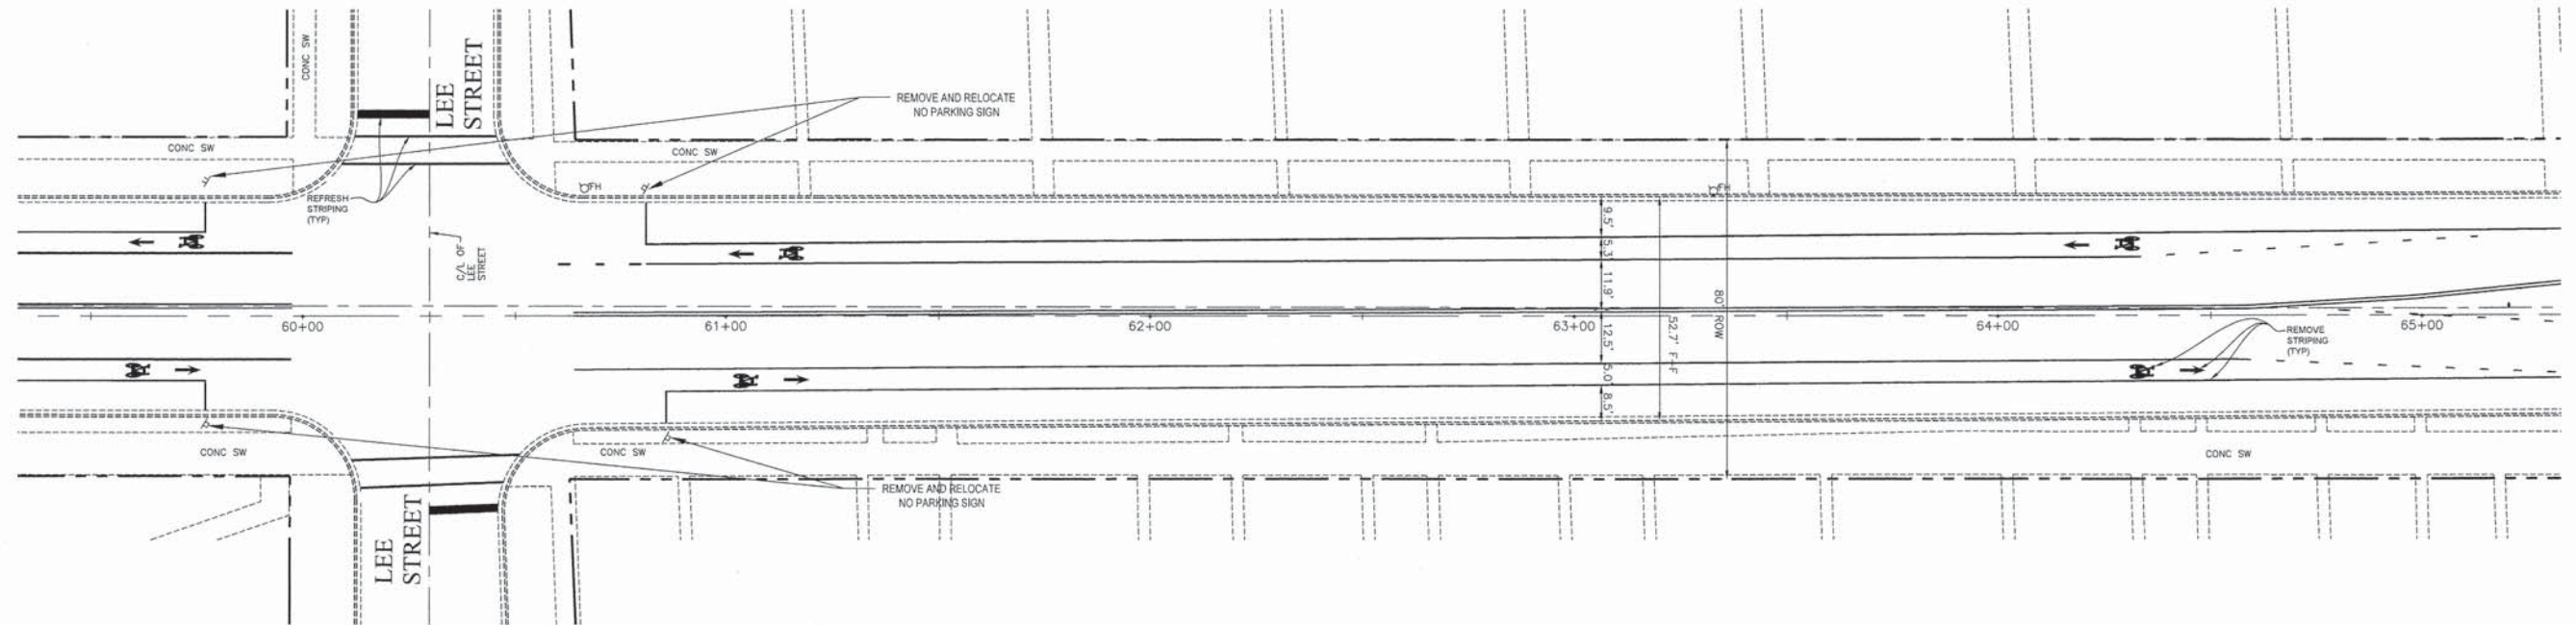 CONC SW
LEE
STREET
REMOVE AND RELOCATE
NO PARKING SIGN
CONC SW
CONC SW
FH
FH
REFRESH
STRIPING
(TYP)
C/L OF
LEE
STREET
9.5'
5.3'
11.9'
12.5'
5.0'
8.5'
52.7' F-F
80' ROW
60+00
61+00
62+00
63+00
64+00
65+00
REMOVE
STRIPING
(TYP)
CONC SW
CONC SW
CONC SW
REMOVE AND RELOCATE
NO PARKING SIGN
LEE
STREET